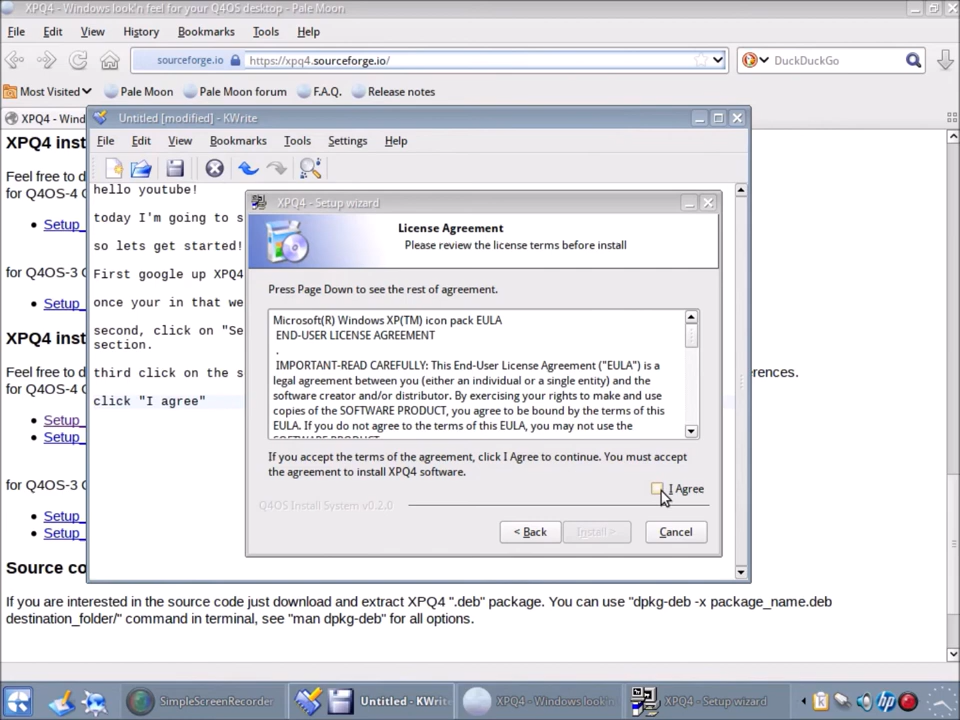 XPQ4 - Windows look'n feel for your Q4OS desktop - Pale Moon
File Edit View History Bookmarks Tools Help
sourceforge.io https://xpq4.sourceforge.io/ DuckDuckGo
Most Visited Pale Moon Pale Moon forum F.A.Q. Release notes
XPQ4 - Wind
Untitled [modified] - KWrite
File Edit View Bookmarks Tools Settings Help
XPQ4 inst
Feel free to d
for Q4OS-4 C
Setup_
for Q4OS-3 C
Setup_
XPQ4 inst
Feel free to d
for Q4OS-4 C
Setup_
Setup_
for Q4OS-3 C
Setup_
Setup_
Source co
hello youtube!
today I'm going to s
so lets get started!
First google up XPQ4
once your in that we
second, click on "Se
section.
third click on the s
click "I agree"
erences.
XPQ4 - Setup wizard
License Agreement
Please review the license terms before install
Press Page Down to see the rest of agreement.
Microsoft(R) Windows XP(TM) icon pack EULA
END-USER LICENSE AGREEMENT
.
IMPORTANT-READ CAREFULLY: This End-User License Agreement ("EULA") is a
legal agreement between you (either an individual or a single entity) and the
software creator and/or distributor. By exercising your rights to make and use
copies of the SOFTWARE PRODUCT, you agree to be bound by the terms of this
EULA. If you do not agree to the terms of this EULA, you may not use the
SOFTWARE PRODUCT
If you accept the terms of the agreement, click I Agree to continue. You must accept
the agreement to install XPQ4 software.
I Agree
Q4OS Install System v0.2.0
< Back Install > Cancel
If you are interested in the source code just download and extract XPQ4 ".deb" package. You can use "dpkg-deb -x package_name.deb
destination_folder/" command in terminal, see "man dpkg-deb" for all options.
SimpleScreenRecorder Untitled - KWrit XPQ4 - Windows look'n XPQ4 - Setup wizard hp